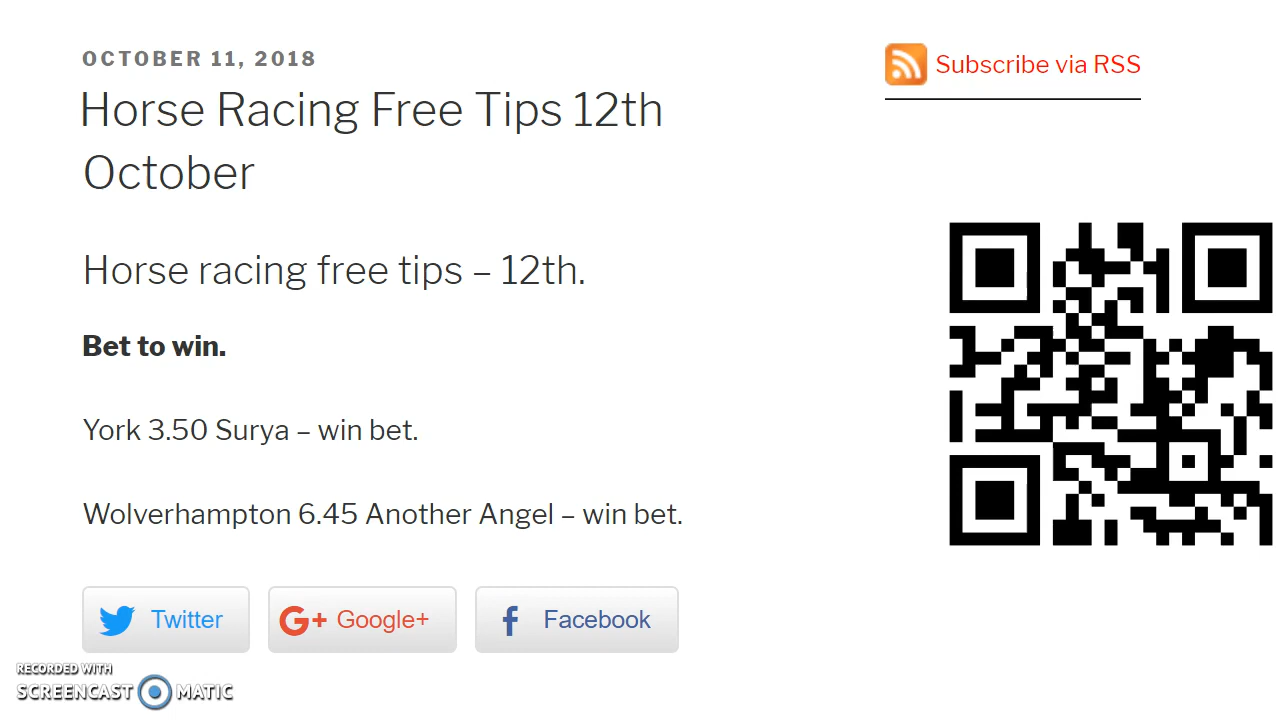 OCTOBER 11, 2018
Subscribe via RSS
Horse Racing Free Tips 12th
October
Horse racing free tips – 12th.
Bet to win.
York 3.50 Surya – win bet.
Wolverhampton 6.45 Another Angel – win bet.
Twitter
G+ Google+
f Facebook
RECORDED WITH
SCREENCAST MATIC